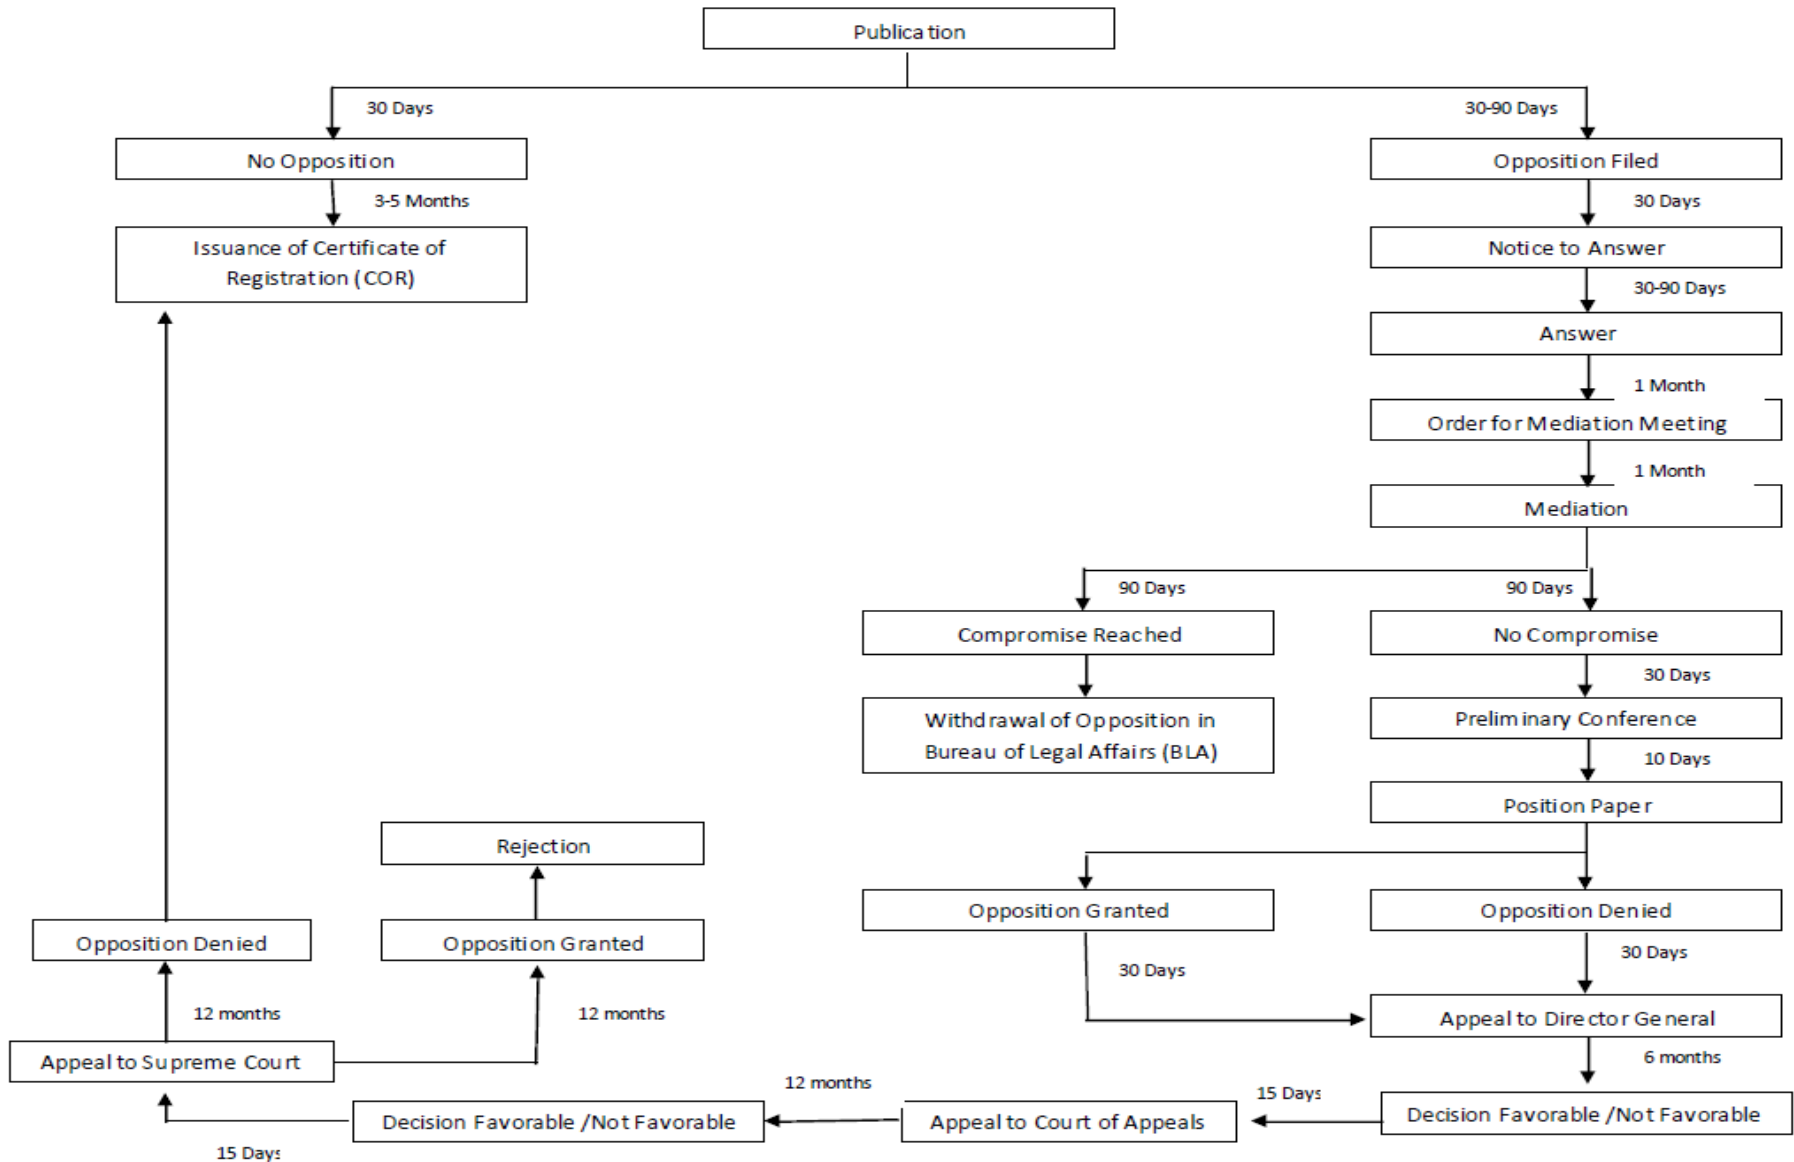 Publication
30 Days
30-90 Days
No Opposition
Opposition Filed
3-5 Months
30 Days
Issuance of Certificate of
Registration (COR)
Notice to Answer
30-90 Days
Answer
1 Month
Order for Mediation Meeting
1 Month
Mediation
90 Days
90 Days
Compromise Reached
No Compromise
30 Days
Withdrawal of Opposition in
Bureau of Legal Affairs (BLA)
Preliminary Conference
10 Days
Position Paper
Rejection
Opposition Granted
Opposition Denied
Opposition Denied
Opposition Granted
30 Days
30 Days
12 months
12 months
Appeal to Director General
Appeal to Supreme Court
6 months
12 months
15 Days
Decision Favorable /Not Favorable
Appeal to Court of Appeals
Decision Favorable /Not Favorable
15 Days